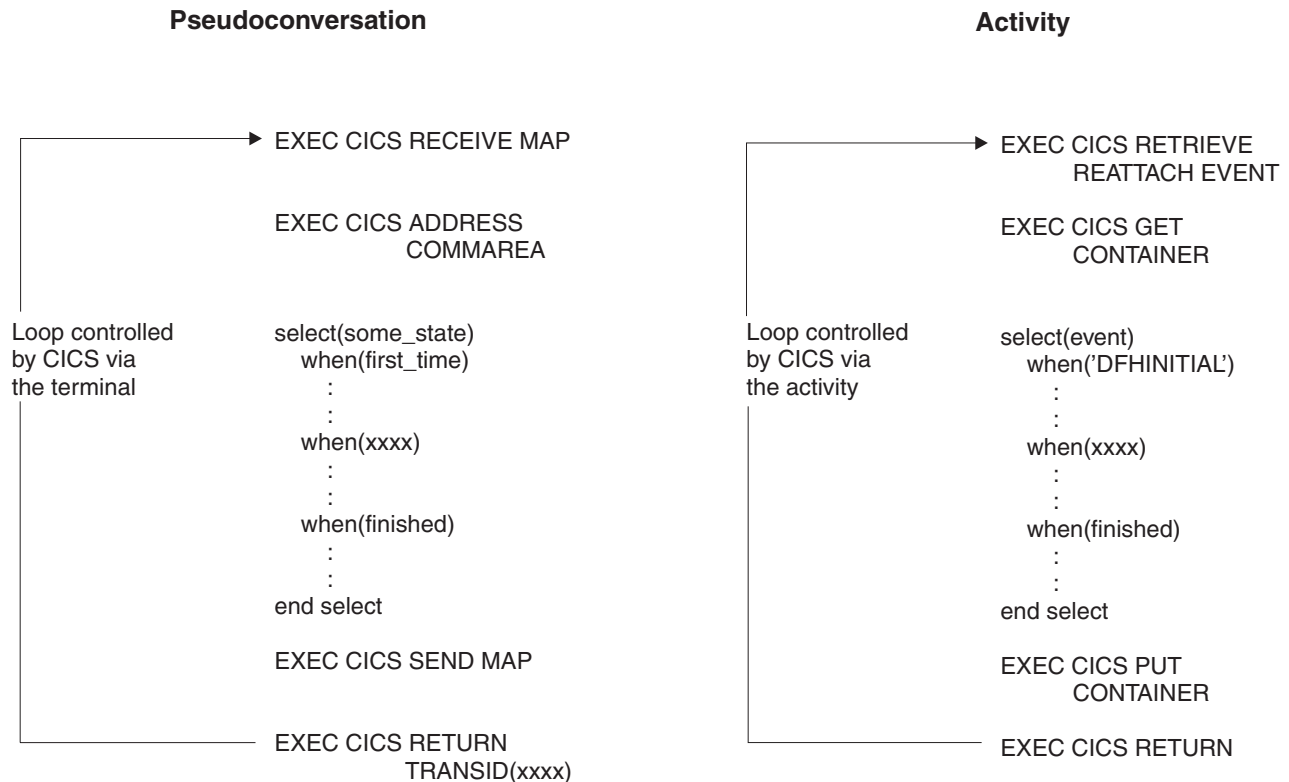 Pseudoconversation
EXEC CICS RECEIVE MAP
EXEC CICS ADDRESS
COMMAREA
Loop controlled
by CICS via
the terminal
select(some_state)
when(first_time)
:
:
when(xxxx)
:
:
when(finished)
:
:
end select
EXEC CICS SEND MAP
EXEC CICS RETURN
TRANSID(xxxx)
Activity
EXEC CICS RETRIEVE
REATTACH EVENT
EXEC CICS GET
CONTAINER
Loop controlled
by CICS via
the activity
select(event)
when('DFHINITIAL')
:
:
when(xxxx)
:
:
when(finished)
:
:
end select
EXEC CICS PUT
CONTAINER
EXEC CICS RETURN